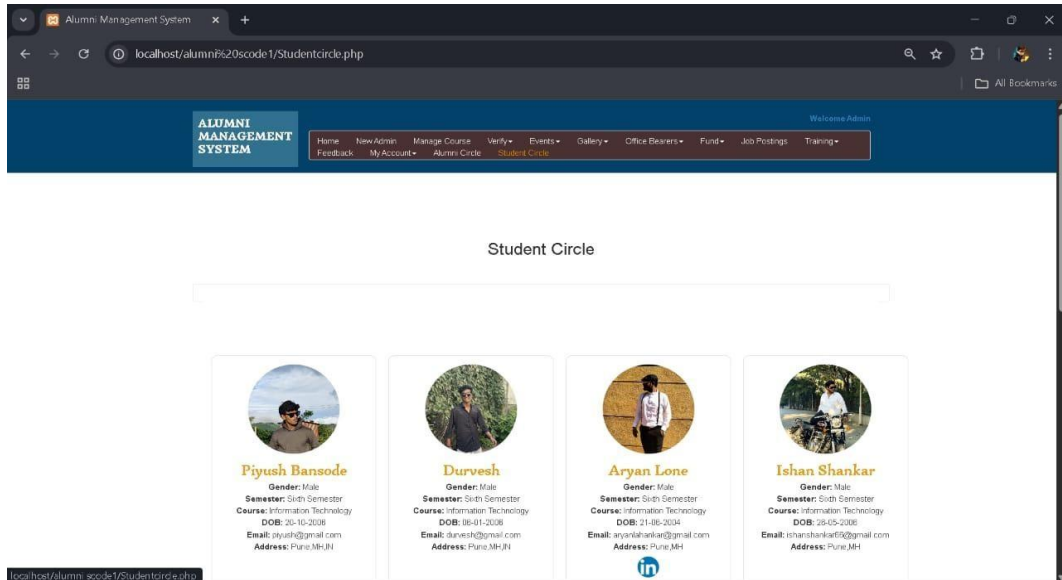 Alumni Management System
localhost/alumni%20scode1/Studentcircle.php
All Bookmarks
Welcome Admin
ALUMNI
MANAGEMENT
SYSTEM
Home New Admin Manage Course Verify Events Gallery Office Bearers Fund Job Postings Training
Feedback My Account Alumni Circle Student Circle
Student Circle
Piyush Bansode
Gender: Male
Semester: Sixth Semester
Course: Information Technology
DOB: 20-10-2006
Email: piyush@gmail.com
Address: Pune,MH,IN
Durvesh
Gender: Male
Semester: Sixth Semester
Course: Information Technology
DOB: 06-01-2006
Email: durvesh@gmail.com
Address: Pune,MH,IN
Aryan Lone
Gender: Male
Semester: Sixth Semester
Course: Information Technology
DOB: 21-06-2004
Email: aryanlahankar@gmail.com
Address: Pune,MH
in
Ishan Shankar
Gender: Male
Semester: Sixth Semester
Course: Information Technology
DOB: 26-05-2006
Email: ishanshankar66@gmail.com
Address: Pune,MH
localhost/alumni scode1/Studentcircle.php